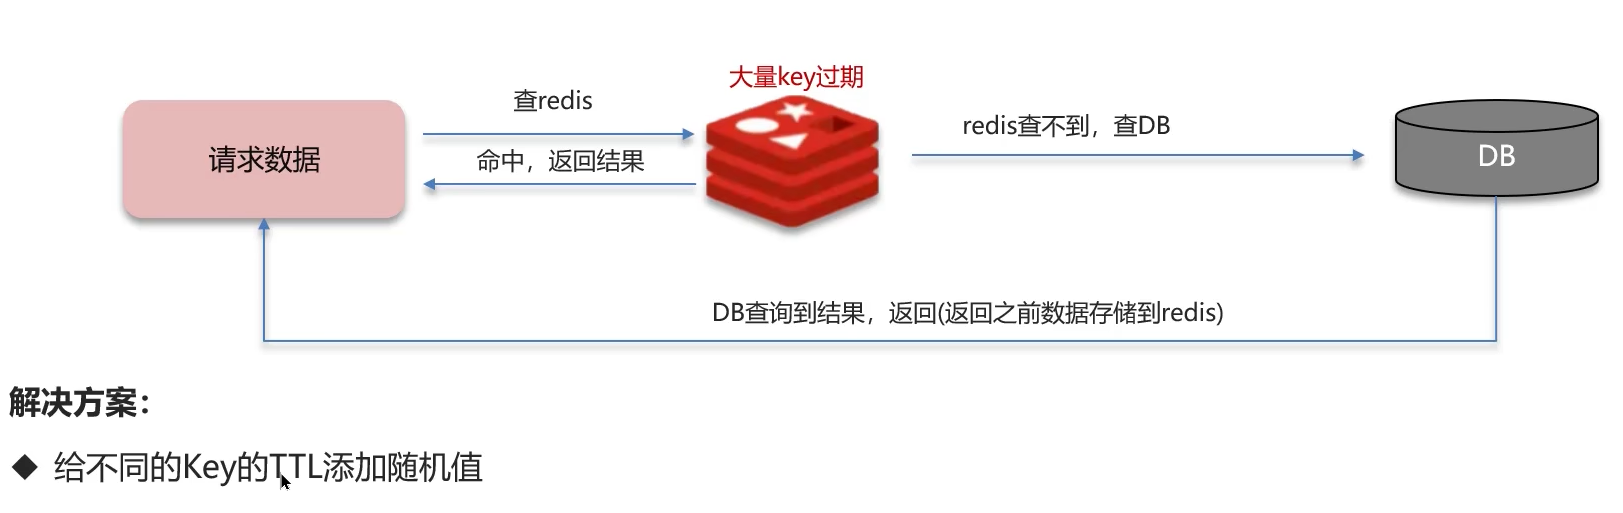 大量key过期
查redis
redis查不到，查DB
请求数据
命中，返回结果
DB
DB查询到结果，返回(返回之前数据存储到redis)
解决方案：
◆ 给不同的Key的TTL添加随机值